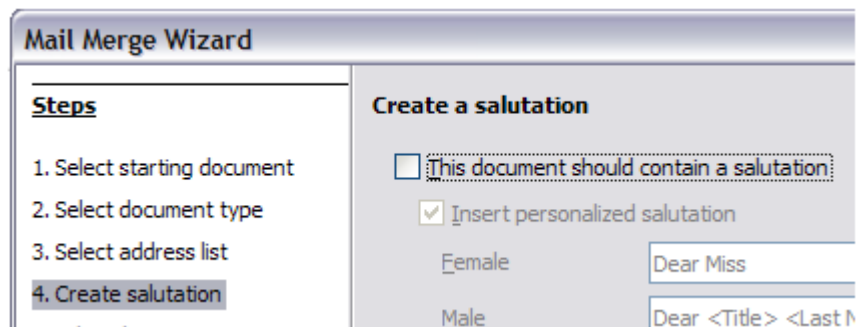 Mail Merge Wizard
Steps
1. Select starting document
2. Select document type
3. Select address list
4. Create salutation
Create a salutation
This document should contain a salutation
Insert personalized salutation
Female
Dear Miss
Male
Dear <Title> <Last